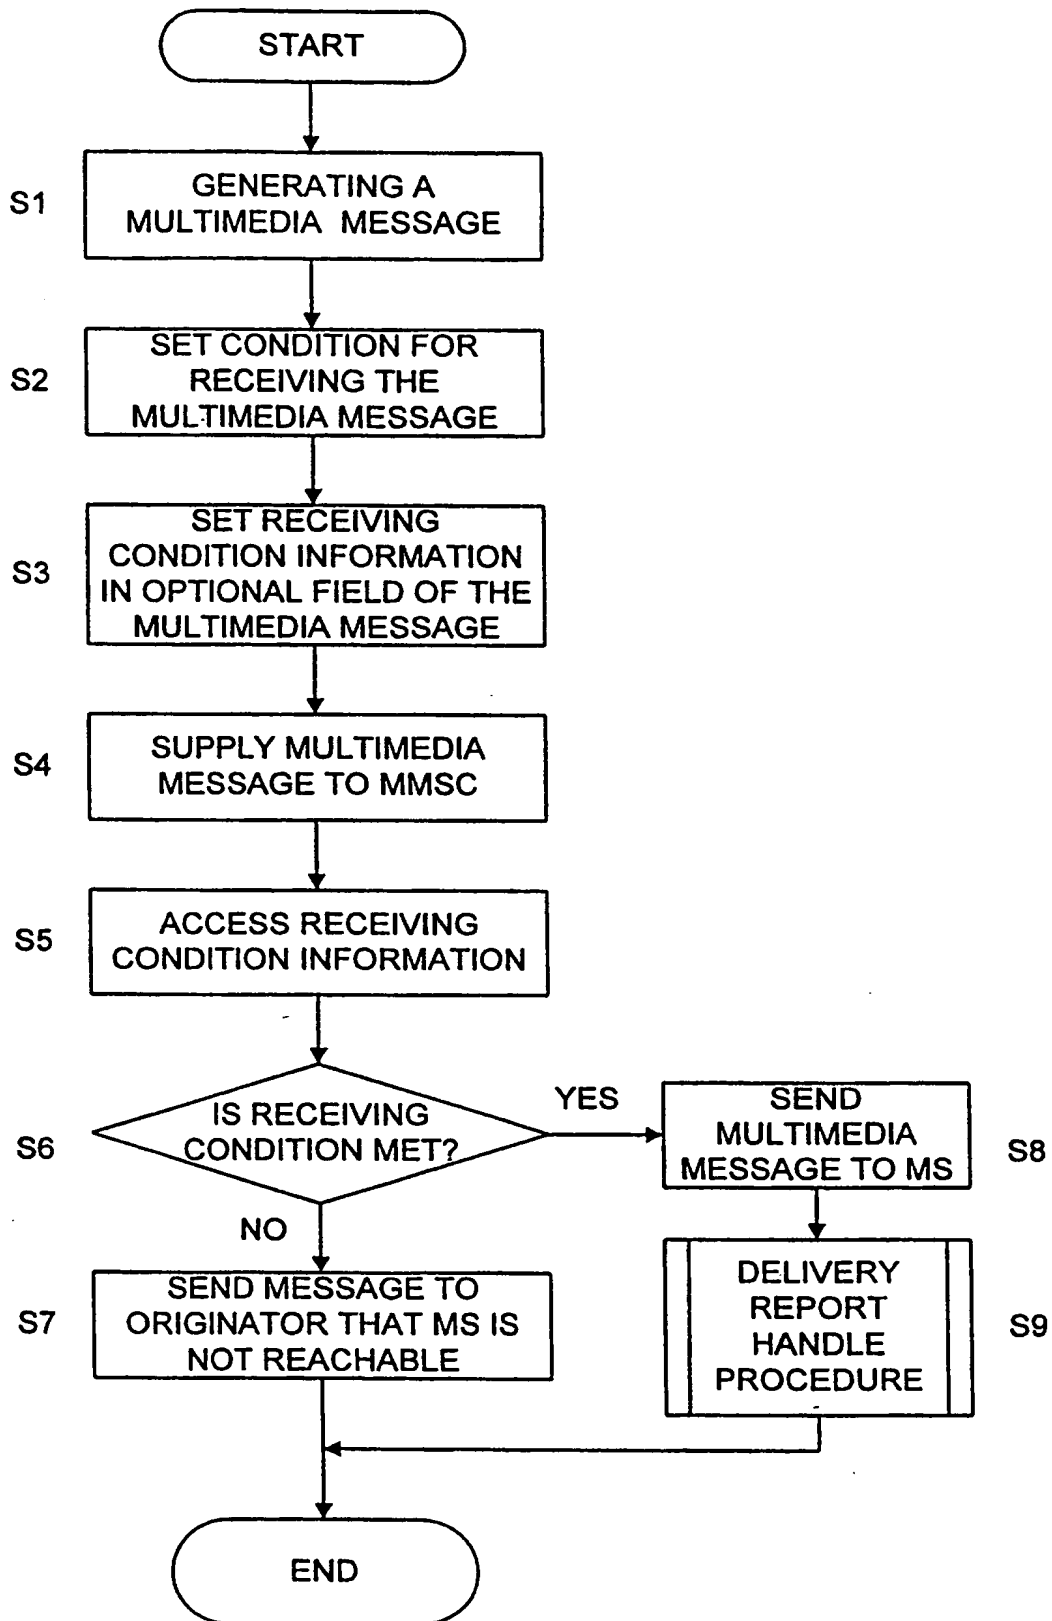 START
S1
GENERATING A
MULTIMEDIA MESSAGE
S2
SET CONDITION FOR
RECEIVING THE
MULTIMEDIA MESSAGE
S3
SET RECEIVING
CONDITION INFORMATION
IN OPTIONAL FIELD OF THE
MULTIMEDIA MESSAGE
S4
SUPPLY MULTIMEDIA
MESSAGE TO MMSC
S5
ACCESS RECEIVING
CONDITION INFORMATION
S6
IS RECEIVING
CONDITION MET?
YES
SEND
MULTIMEDIA
MESSAGE TO MS
S8
NO
S7
SEND MESSAGE TO
ORIGINATOR THAT MS IS
NOT REACHABLE
DELIVERY
REPORT
HANDLE
PROCEDURE
S9
END